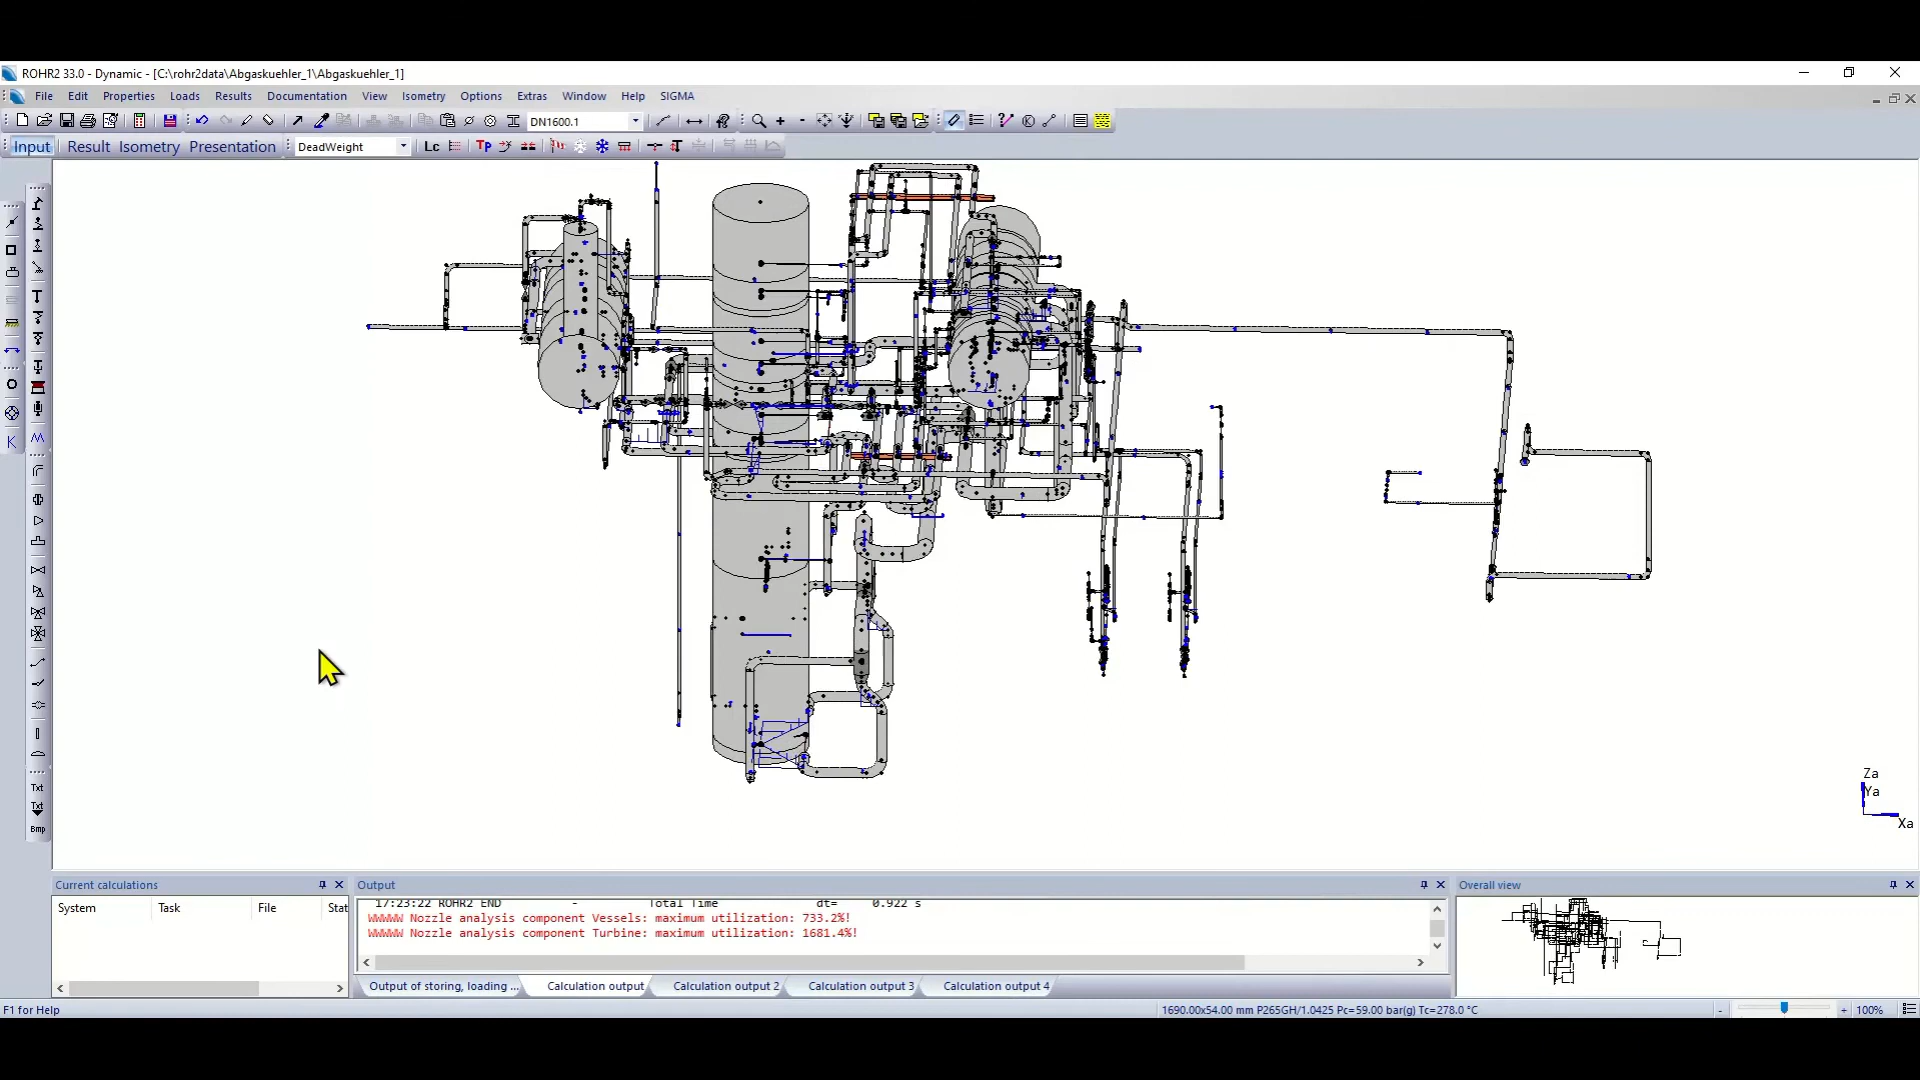 ROHR2 33.0 - Dynamic - [C:\rohr2data\Abgaskuehler_1\Abgaskuehler_1]
File Edit Properties Loads Results Documentation View Isometry Options Extras Window Help SIGMA
DN1600.1
Input Result Isometry Presentation DeadWeight Lc TP
K
Txt
Txt
Bmp
Za
Ya
Xa
Current calculations Output Overall view
System Task File Stat
17:23:22 ROHR2 END - Total Time dt= 0.922 s
WWWWW Nozzle analysis component Vessels: maximum utilization: 733.2%!
WWWWW Nozzle analysis component Turbine: maximum utilization: 1681.4%!
Output of storing, loading ... Calculation output Calculation output 2 Calculation output 3 Calculation output 4
F1 for Help 1690.00x54.00 mm P265GH/1.0425 Pc=59.00 bar(g) Tc=278.0 °C - + 100%